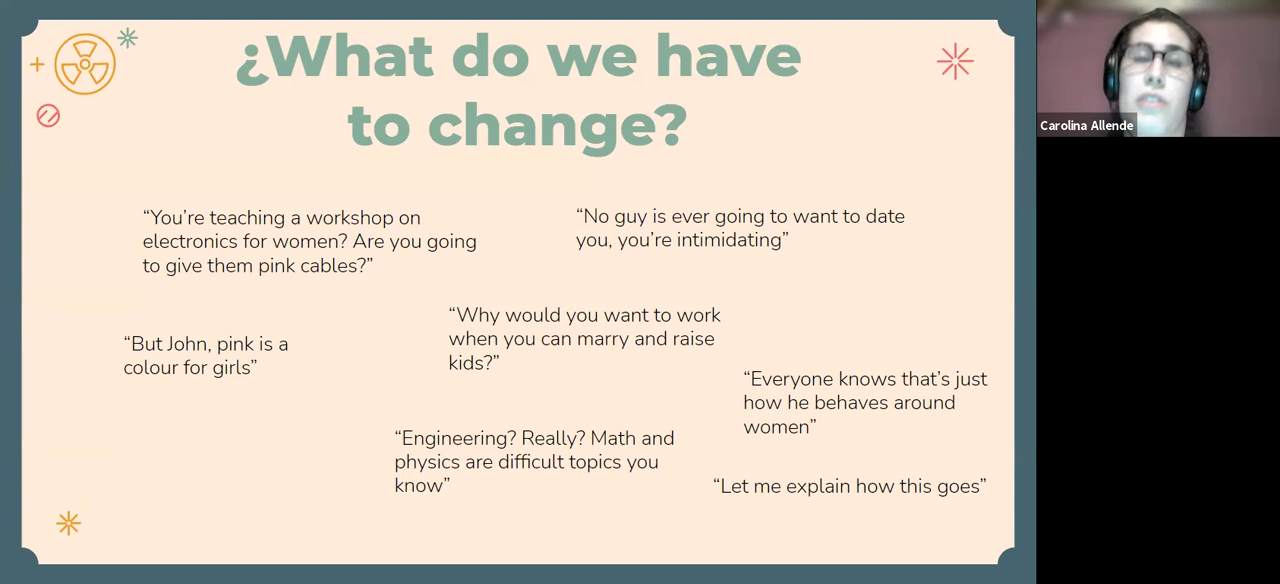 ¿What do we have
to change?
“You’re teaching a workshop on
electronics for women? Are you going
to give them pink cables?”
“No guy is ever going to want to date
you, you’re intimidating”
“Why would you want to work
when you can marry and raise
kids?”
“But John, pink is a
colour for girls”
“Everyone knows that’s just
how he behaves around
women”
“Engineering? Really? Math and
physics are difficult topics you
know”
“Let me explain how this goes”
Carolina Allende